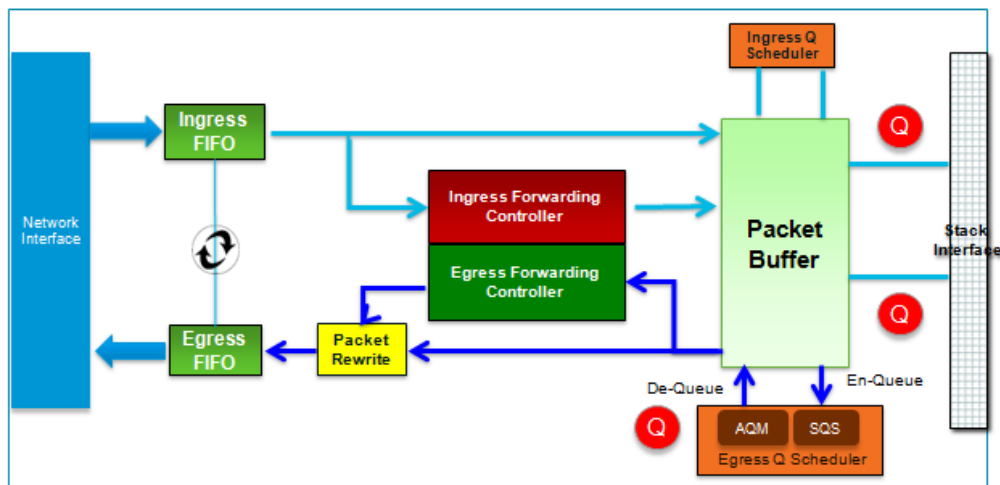 Ingress Q
Scheduler
Ingress
FIFO
Q
Ingress Forwarding
Controller
Network
Interface
Packet
Buffer
Stack
Interface
Egress Forwarding
Controller
Q
Egress
FIFO
Packet
Rewrite
De-Queue
En-Queue
Q
AQM
SQS
Egress Q Scheduler